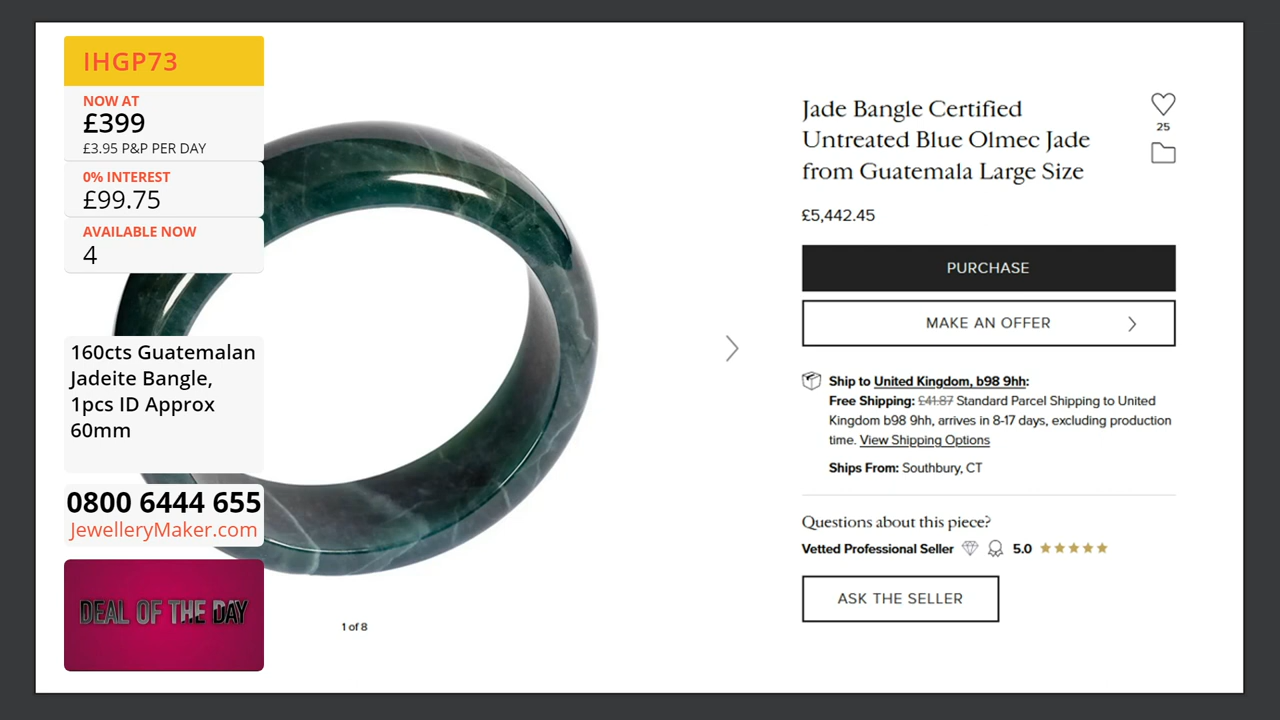 IHGP73
NOW AT
£399
£3.95 P&P PER DAY
0% INTEREST
£99.75
AVAILABLE NOW
4
160cts Guatemalan
Jadeite Bangle,
1pcs ID Approx
60mm
0800 6444 655
JewelleryMaker.com
DEAL OF THE DAY
1 of 8
Jade Bangle Certified
Untreated Blue Olmec Jade
from Guatemala Large Size
25
£5,442.45
PURCHASE
MAKE AN OFFER
Ship to United Kingdom, b98 9hh:
Free Shipping: £41.87 Standard Parcel Shipping to United
Kingdom b98 9hh, arrives in 8-17 days, excluding production
time. View Shipping Options
Ships From: Southbury, CT
Questions about this piece?
Vetted Professional Seller 5.0
ASK THE SELLER